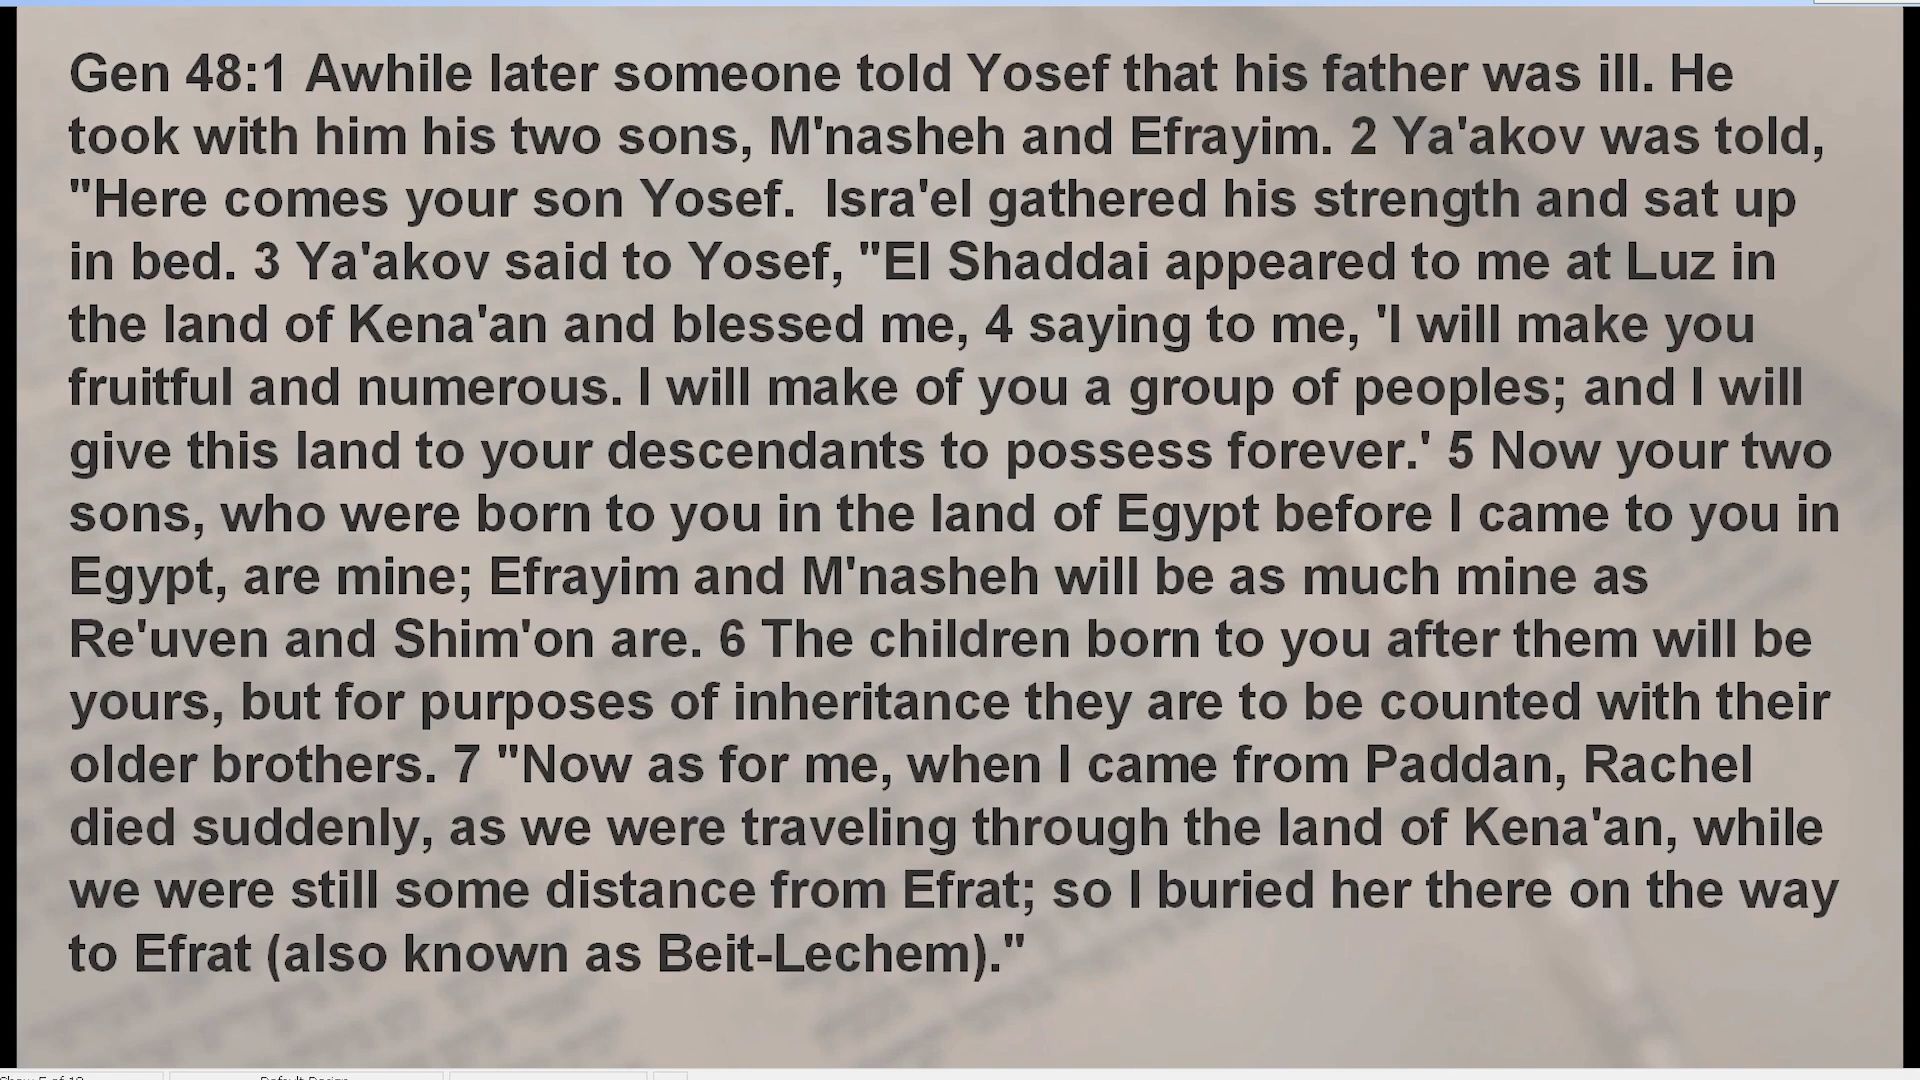 Gen 48:1 Awhile later someone told Yosef that his father was ill. He
took with him his two sons, M'nasheh and Efrayim. 2 Ya'akov was told,
"Here comes your son Yosef.  Isra'el gathered his strength and sat up
in bed. 3 Ya'akov said to Yosef, "El Shaddai appeared to me at Luz in
the land of Kena'an and blessed me, 4 saying to me, 'I will make you
fruitful and numerous. I will make of you a group of peoples; and I will
give this land to your descendants to possess forever.' 5 Now your two
sons, who were born to you in the land of Egypt before I came to you in
Egypt, are mine; Efrayim and M'nasheh will be as much mine as
Re'uven and Shim'on are. 6 The children born to you after them will be
yours, but for purposes of inheritance they are to be counted with their
older brothers. 7 "Now as for me, when I came from Paddan, Rachel
died suddenly, as we were traveling through the land of Kena'an, while
we were still some distance from Efrat; so I buried her there on the way
to Efrat (also known as Beit-Lechem)."
Default Design